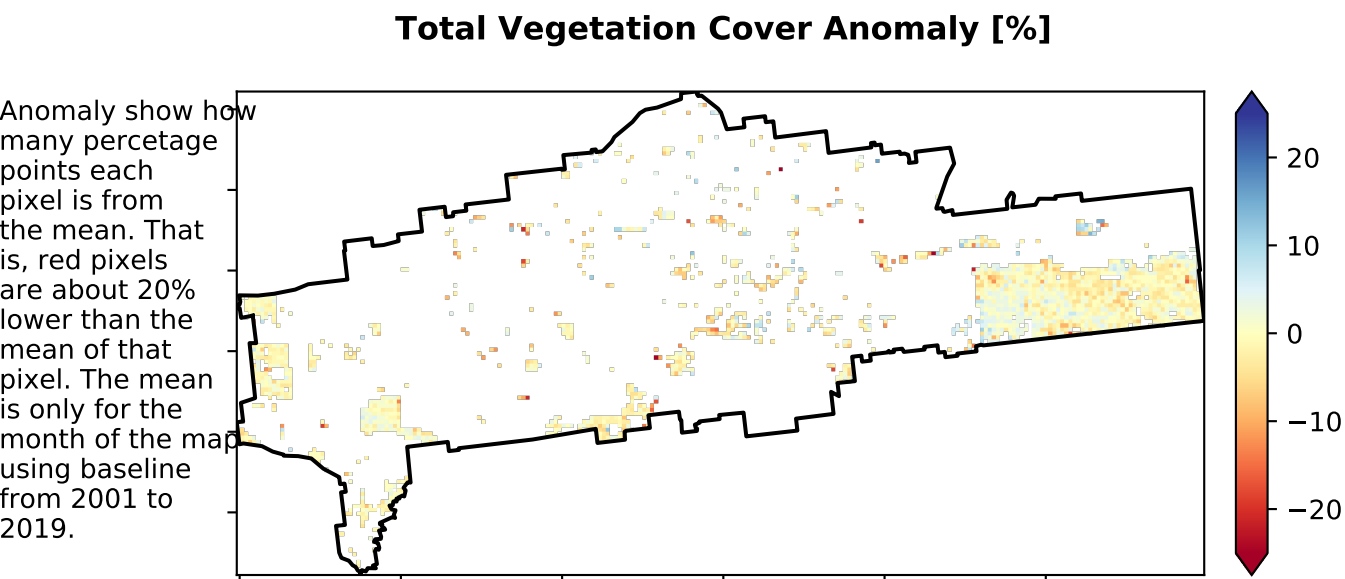 Total Vegetation Cover Anomaly [%]
Anomaly show how
many percetage
points each
pixel is from
the mean. That
is, red pixels
are about 20%
lower than the
mean of that
pixel. The mean
is only for the
month of the map
using baseline
from 2001 to
2019.
20
10
0
−10
−20